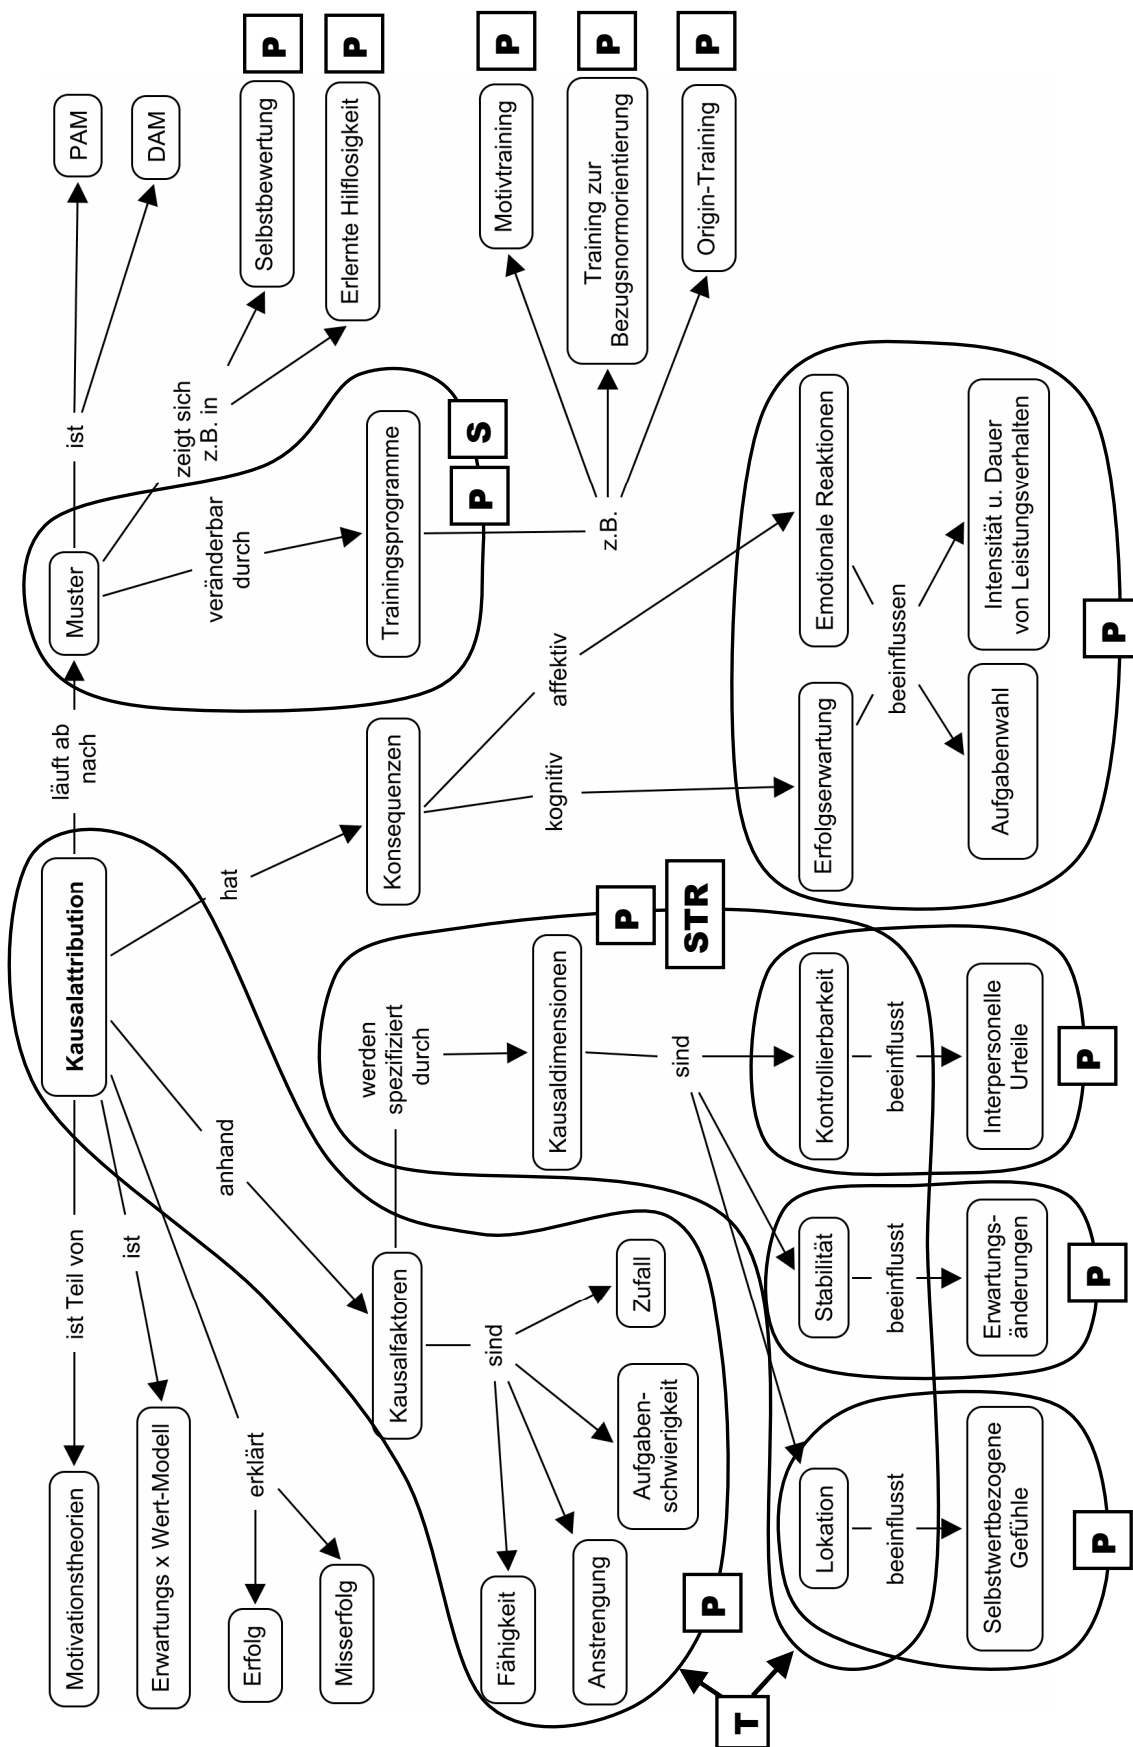 Motivationstherorien
ist Teil von
Kausalattribution
läuft ab
nach
Muster
ist
PAM
DAM
Erwartungs x Wert-Modell
ist
zeigt sich
z.B. in
Selbstbewertung
P
Erlernte Hilflosigkeit
P
Erfolg
Misserfolg
erklärt
anhand
hat
veränderbar
durch
Kausalfaktoren
werden
spezifiziert
durch
Konsequenzen
Trainingsprogramme
P
S
Motivtraining
P
Fähigkeit
Anstrengung
sind
Aufgaben-
schwierigkeit
Zufall
Kausaldimensionen
kognitiv
affektiv
z.B.
Training zur
Bezugsnormorientierung
P
Origin-Training
P
P
STR
sind
P
T
Lokation
Stabilität
Kontrollierbarkeit
Erfolgserwartung
Emotionale Reaktionen
beeinflusst
beeinflusst
beeinflusst
beeinflussen
Selbstwertbezogene
Gefühle
Erwartungs-
änderungen
Interpersonelle
Urteile
Aufgabenwahl
Intensität u. Dauer
von Leistungsverhalten
P
P
P
P